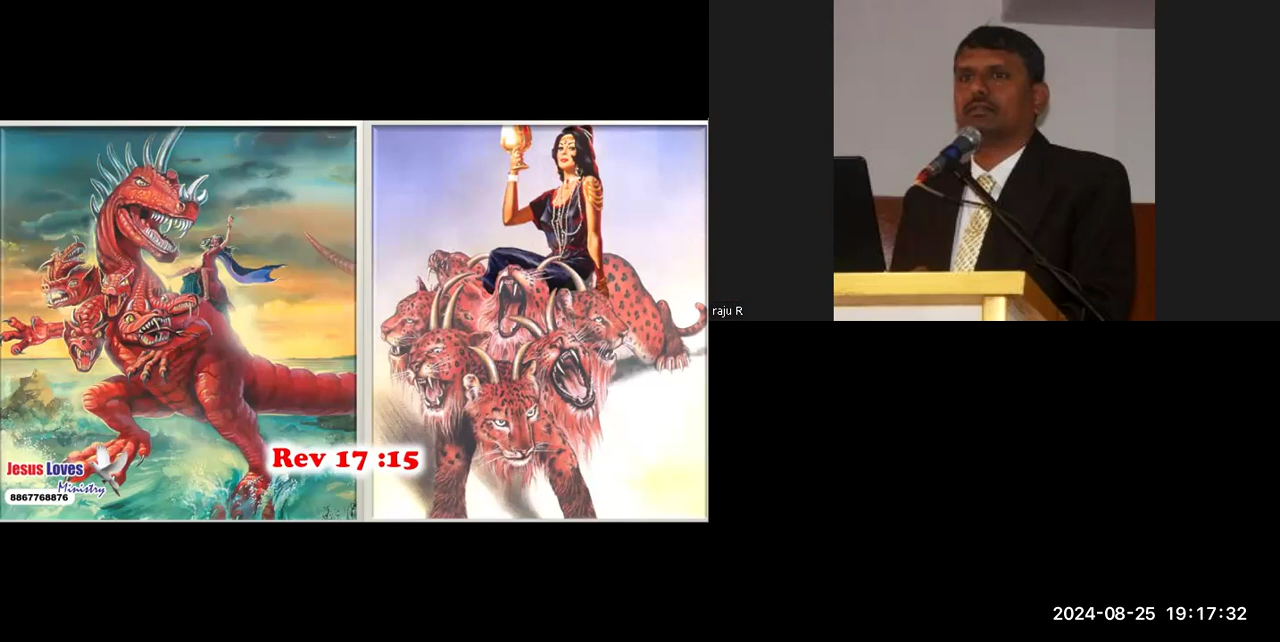 Rev 17 :15
Jesus Loves
Ministry
8867768876
raju R
2024-08-25 19:17:32